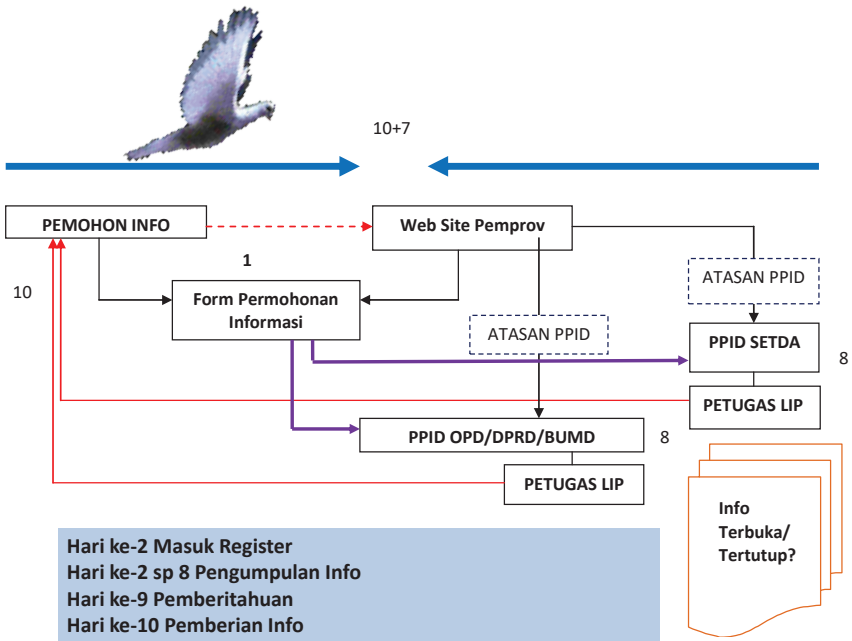 10+7
PEMOHON INFO
Web Site Pemprov
1
10
Form Permohonan
Informasi
ATASAN PPID
ATASAN PPID
PPID SETDA
8
PETUGAS LIP
PPID OPD/DPRD/BUMD
8
PETUGAS LIP
Info
Terbuka/
Tertutup?
Hari ke-2 Masuk Register
Hari ke-2 sp 8 Pengumpulan Info
Hari ke-9 Pemberitahuan
Hari ke-10 Pemberian Info